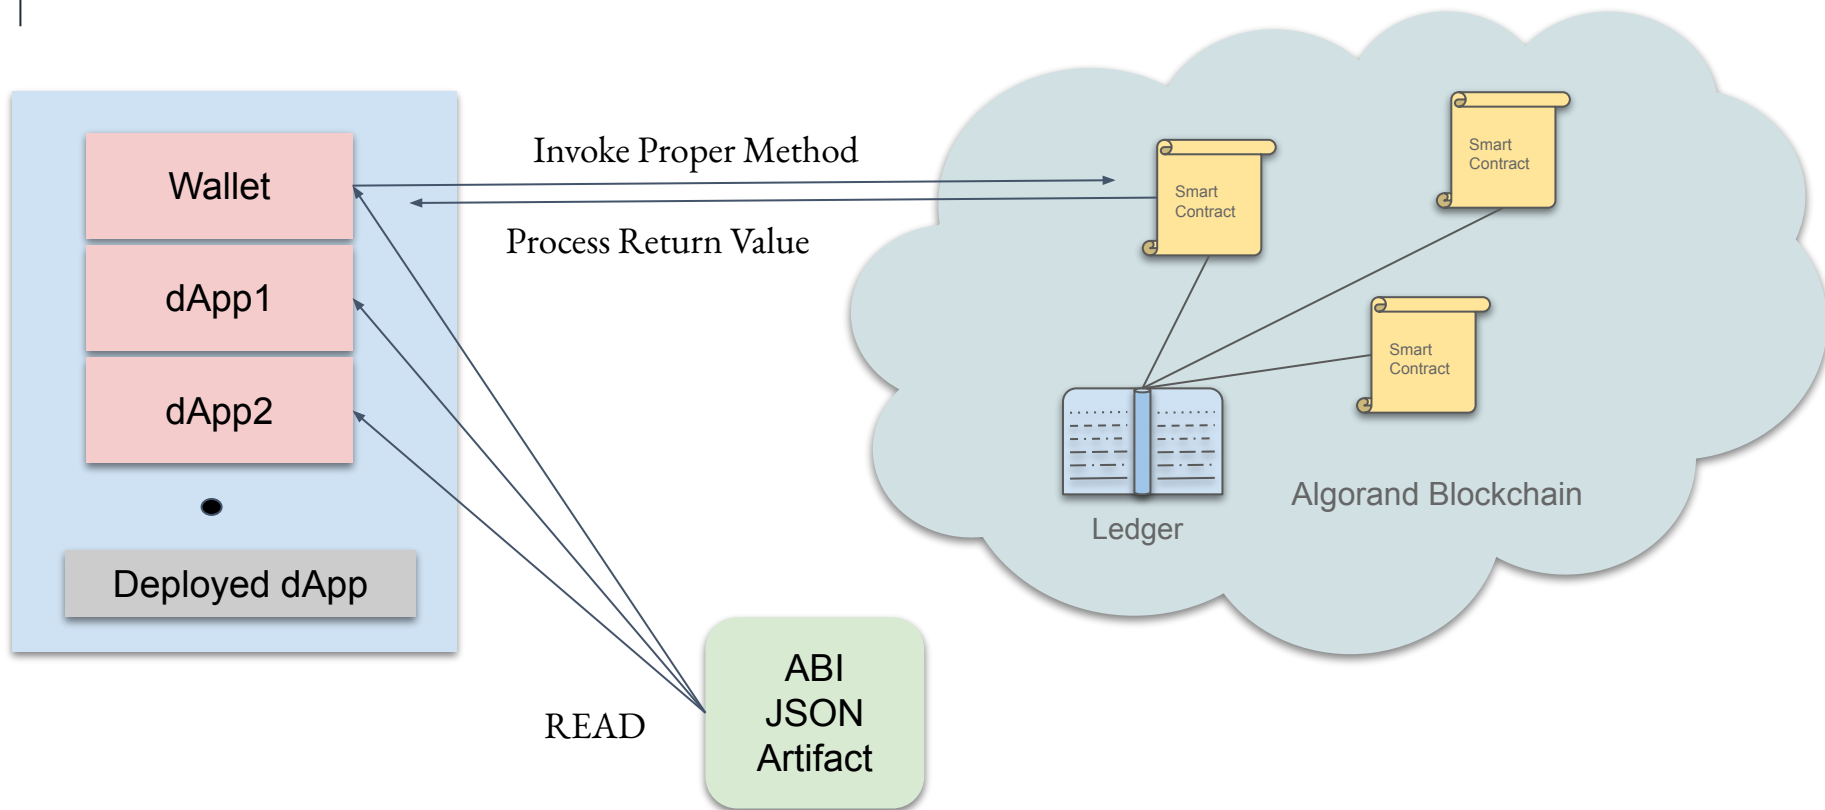 Wallet
dApp1
dApp2
Deployed dApp
Invoke Proper Method
Process Return Value
READ
ABI
JSON
Artifact
Smart
Contract
Smart
Contract
Smart
Contract
Ledger
Algorand Blockchain